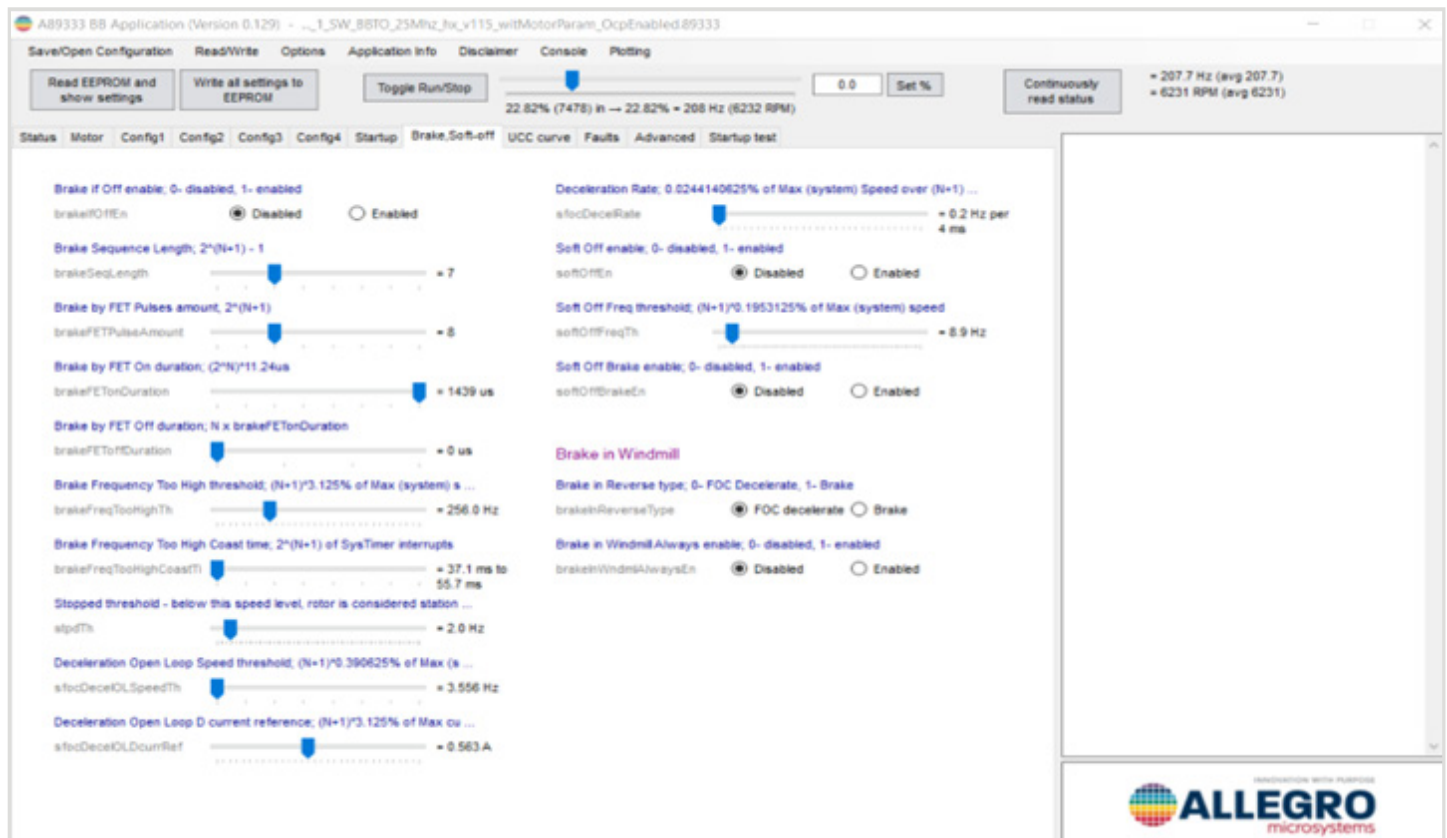 A89333 BB Application (Version 0.129) - .._1_SW_BBTO_25Mhz_hx_v115_witMotorParam_OcpEnabled.89333
Save/Open Configuration Read/Write Options Application Info Disclaimer Console Plotting
Read EEPROM and show settings
Write all settings to EEPROM
Toggle Run/Stop
22.82% (7478) in → 22.82% = 208 Hz (6232 RPM)
0.0
Set %
Continuously read status
= 207.7 Hz (avg 207.7)
= 6231 RPM (avg 6231)
Status Motor Config1 Config2 Config3 Config4 Startup Brake,Soft-off UCC curve Faults Advanced Startup test
Brake if Off enable; 0- disabled, 1- enabled
brakeIfOffEn Disabled Enabled
Brake Sequence Length; 2^(N+1) - 1
brakeSeqLength = 7
Brake by FET Pulses amount, 2^(N+1)
brakeFETPulseAmount = 8
Brake by FET On duration; (2^N)*11.24us
brakeFETonDuration = 1439 us
Brake by FET Off duration; N x brakeFETonDuration
brakeFEToffDuration = 0 us
Brake Frequency Too High threshold; (N+1)*3.125% of Max (system) s ...
brakeFreqTooHighTh = 256.0 Hz
Brake Frequency Too High Coast time; 2^(N+1) of SysTimer interrupts
brakeFreqTooHighCoastTi = 37.1 ms to
55.7 ms
Stopped threshold - below this speed level, rotor is considered station ...
stpdTh = 2.0 Hz
Deceleration Open Loop Speed threshold; (N+1)*0.390625% of Max (s ...
sfocDecelOLSpeedTh = 3.556 Hz
Deceleration Open Loop D current reference; (N+1)*3.125% of Max cu ...
sfocDecelOLDcurrRef = 0.563 A
Deceleration Rate; 0.0244140625% of Max (system) Speed over (N+1) ...
sfocDecelRate = 0.2 Hz per
4 ms
Soft Off enable; 0- disabled, 1- enabled
softOffEn Disabled Enabled
Soft Off Freq threshold; (N+1)*0.1953125% of Max (system) speed
softOffFreqTh = 8.9 Hz
Soft Off Brake enable; 0- disabled, 1- enabled
softOffBrakeEn Disabled Enabled
Brake in Windmill
Brake in Reverse type; 0- FOC Decelerate, 1- Brake
brakeInReverseType FOC decelerate Brake
Brake in Windmill Always enable; 0- disabled, 1- enabled
brakeInWndmlAlwaysEn Disabled Enabled
INNOVATION WITH PURPOSE
ALLEGRO
microsystems